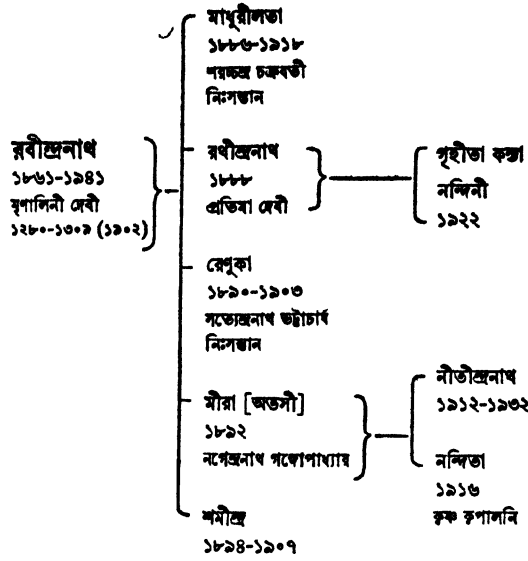 মাধুরীলতা
১৮৮৬-১৯১৮
শরচ্চন্দ্র চক্রবর্তী
নিঃসন্তান
রবীন্দ্রনাথ
১৮৬১-১৯৪১
মৃণালিনী দেবী
১২৮০-১৩০৯ (১৯০২)
রথীন্দ্রনাথ
১৮৮৮
প্রতিমা দেবী
গৃহীতা কন্যা
নন্দিনী
১৯২২
রেণুকা
১৮৯০-১৯০৩
সত্যেন্দ্রনাথ ভট্টাচার্য
নিঃসন্তান
মীরা [অতসী]
১৮৯২
নগেন্দ্রনাথ গঙ্গোপাধ্যায়
নীতীন্দ্রনাথ
১৯১২-১৯৩২
নন্দিতা
১৯১৬
কৃষ্ণ কৃপালনি
শমীন্দ্র
১৮৯৪-১৯০৭